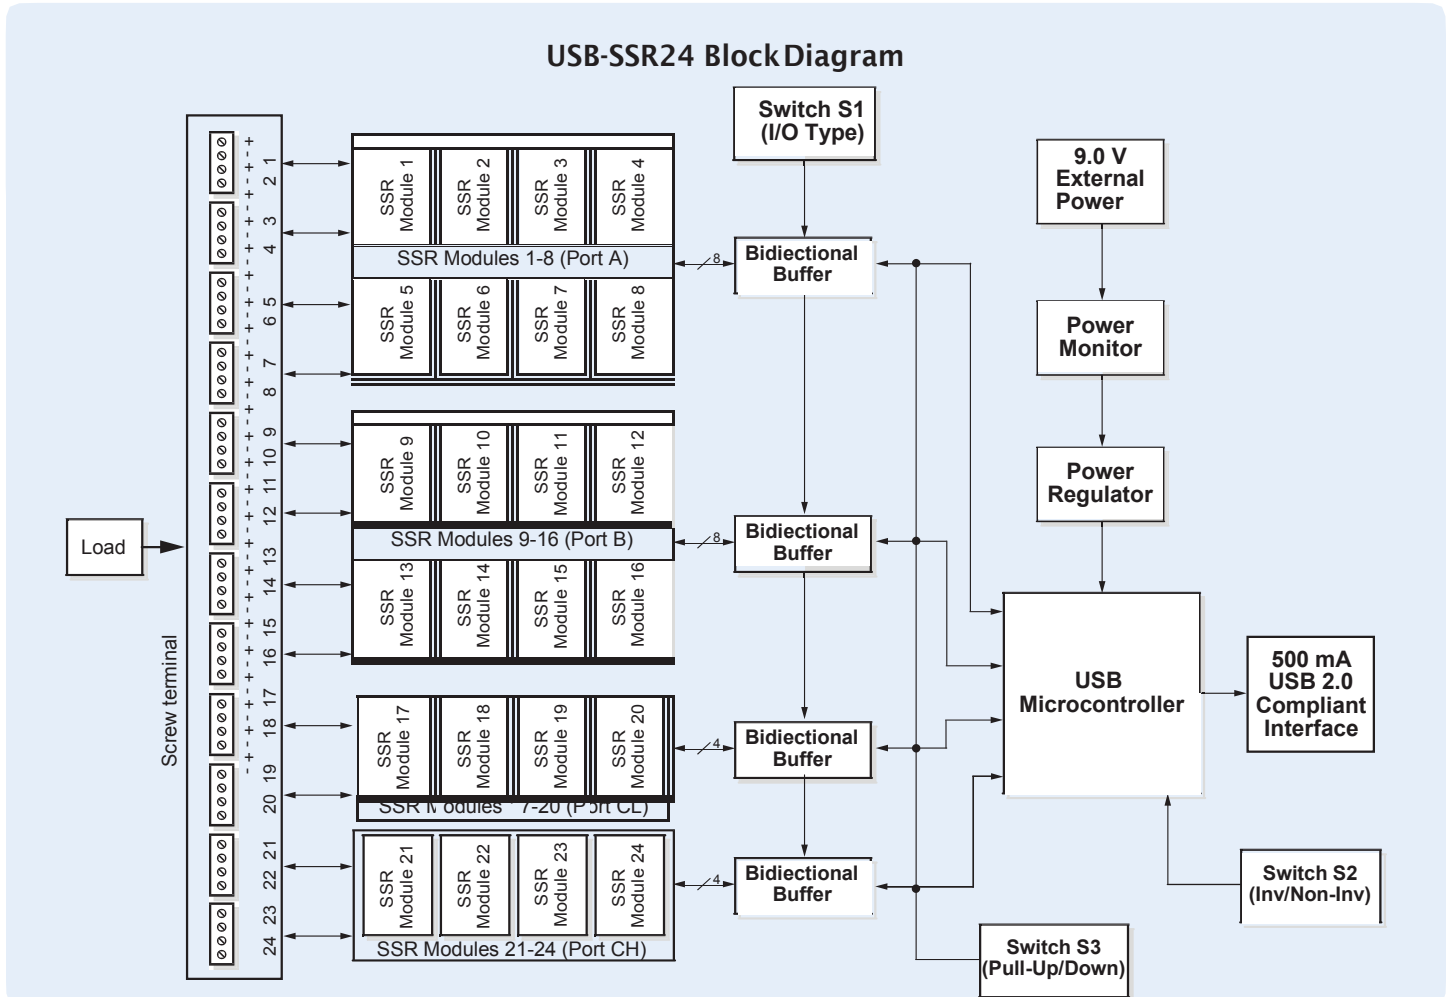 USB-SSR24 Block Diagram
Switch S1
(I/O Type)
9.0 V
External
Power
Power
Monitor
Power
Regulator
USB
Microcontroller
500 mA
USB 2.0
Compliant
Interface
Switch S2
(Inv/Non-Inv)
Switch S3
(Pull-Up/Down)
Load
Screw terminal
+ - + - + - + - + - + - + - + - + - + - + - + - + - + - + - + - + - + -
1
2
3
4
5
6
7
8
9
10
11
12
13
14
15
16
17
18
19
20
21
22
23
24
SSR
Module 1
SSR
Module 2
SSR
Module 3
SSR
Module 4
SSR Modules 1-8 (Port A)
SSR
Module 5
SSR
Module 6
SSR
Module 7
SSR
Module 8
8
Bidiectional
Buffer
SSR
Module 9
SSR
Module 10
SSR
Module 11
SSR
Module 12
SSR Modules 9-16 (Port B)
SSR
Module 13
SSR
Module 14
SSR
Module 15
SSR
Module 16
8
Bidiectional
Buffer
SSR
Module 17
SSR
Module 18
SSR
Module 19
SSR
Module 20
SSR 7-20 (Port CL)
4
Bidiectional
Buffer
SSR
Module 21
SSR
Module 22
SSR
Module 23
SSR
Module 24
SSR Modules 21-24 (Port CH)
4
Bidiectional
Buffer